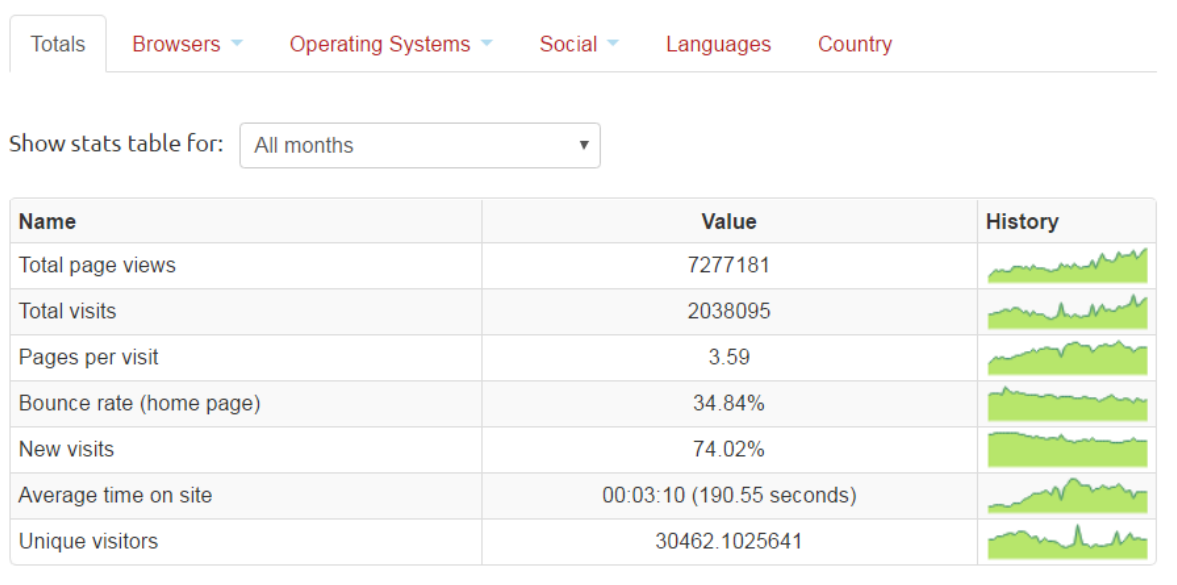 Totals Browsers Operating Systems Social Languages Country
Show stats table for: All months
Name Value History
Total page views 7277181
Total visits 2038095
Pages per visit 3.59
Bounce rate (home page) 34.84%
New visits 74.02%
Average time on site 00:03:10 (190.55 seconds)
Unique visitors 30462.1025641